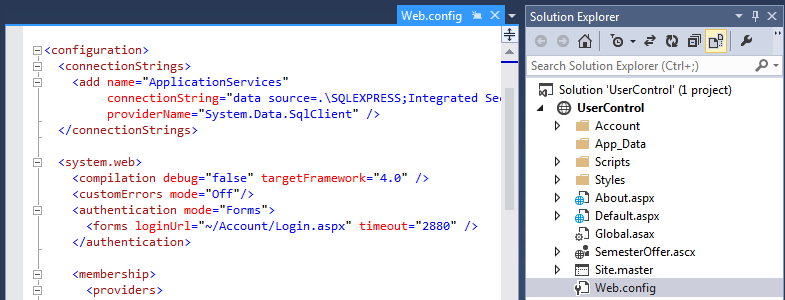 Web.config
<configuration>
<connectionStrings>
<add name="ApplicationServices"
connectionString="data source=.\SQLEXPRESS;Integrated Sec
providerName="System.Data.SqlClient" />
</connectionStrings>
<system.web>
<compilation debug="false" targetFramework="4.0" />
<customErrors mode="Off"/>
<authentication mode="Forms">
<forms loginUrl="~/Account/Login.aspx" timeout="2880" />
</authentication>
<membership>
<providers>
Solution Explorer
Search Solution Explorer (Ctrl+;)
Solution 'UserControl' (1 project)
UserControl
Account
App_Data
Scripts
Styles
About.aspx
Default.aspx
Global.asax
SemesterOffer.ascx
Site.master
Web.config